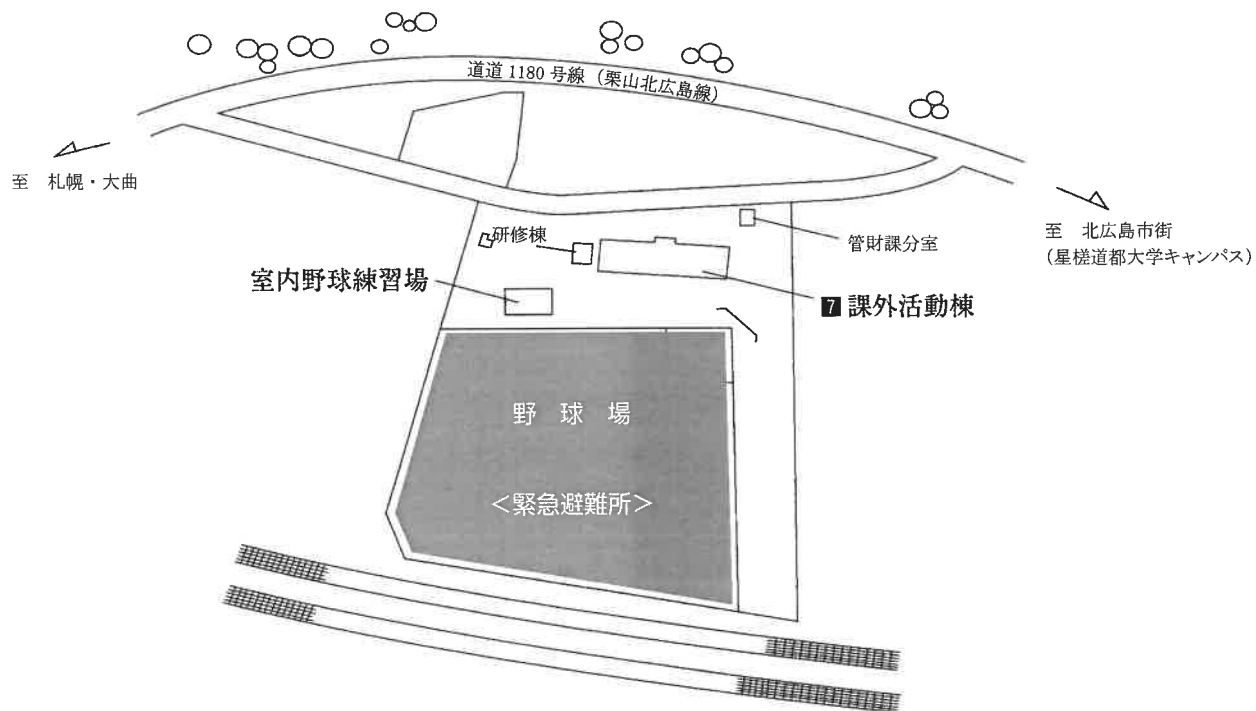 道道 1180 号線（栗山北広島線）
至　札幌・大曲
至　北広島市街
（星槎道都大学キャンパス）
研修棟
管財課分室
室内野球練習場
7 課外活動棟
野 球 場
＜緊急避難所＞